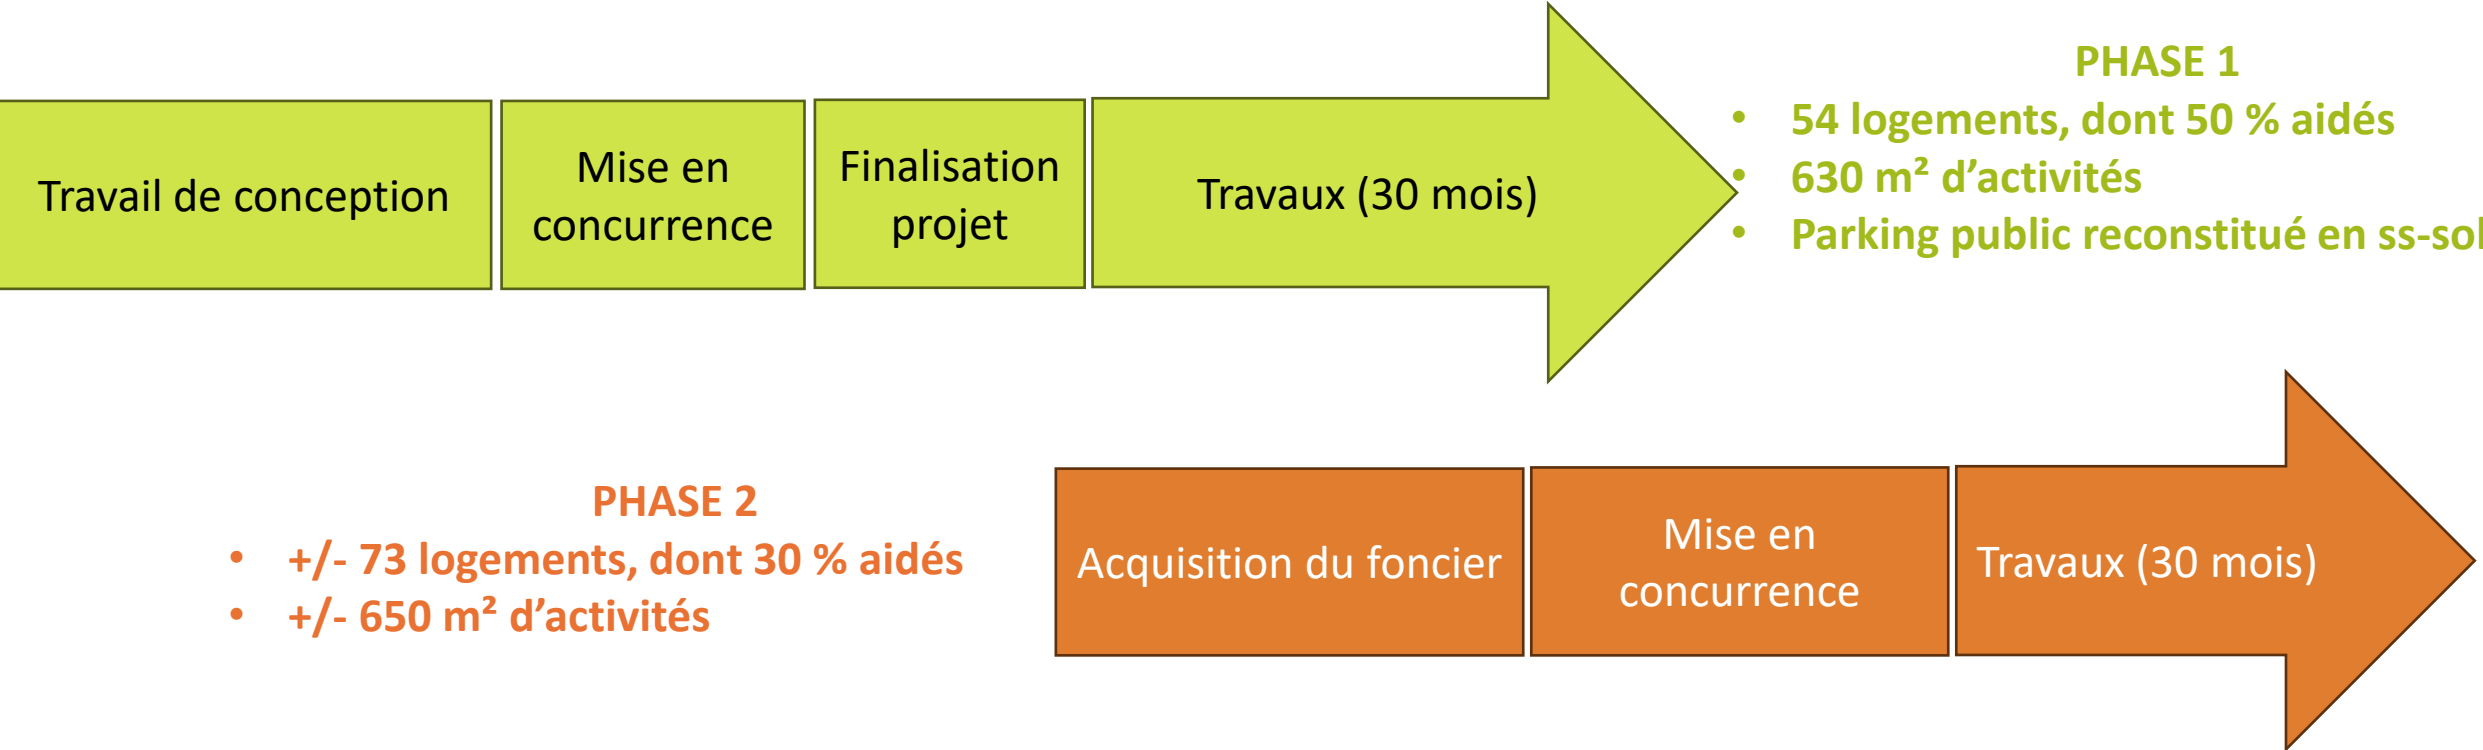 Travail de conception
Mise en
concurrence
Finalisation
projet
Travaux (30 mois)
PHASE 1
• 54 logements, dont 50 % aidés
• 630 m² d’activités
• Parking public reconstitué en ss-sol
PHASE 2
• +/- 73 logements, dont 30 % aidés
• +/- 650 m² d’activités
Acquisition du foncier
Mise en
concurrence
Travaux (30 mois)